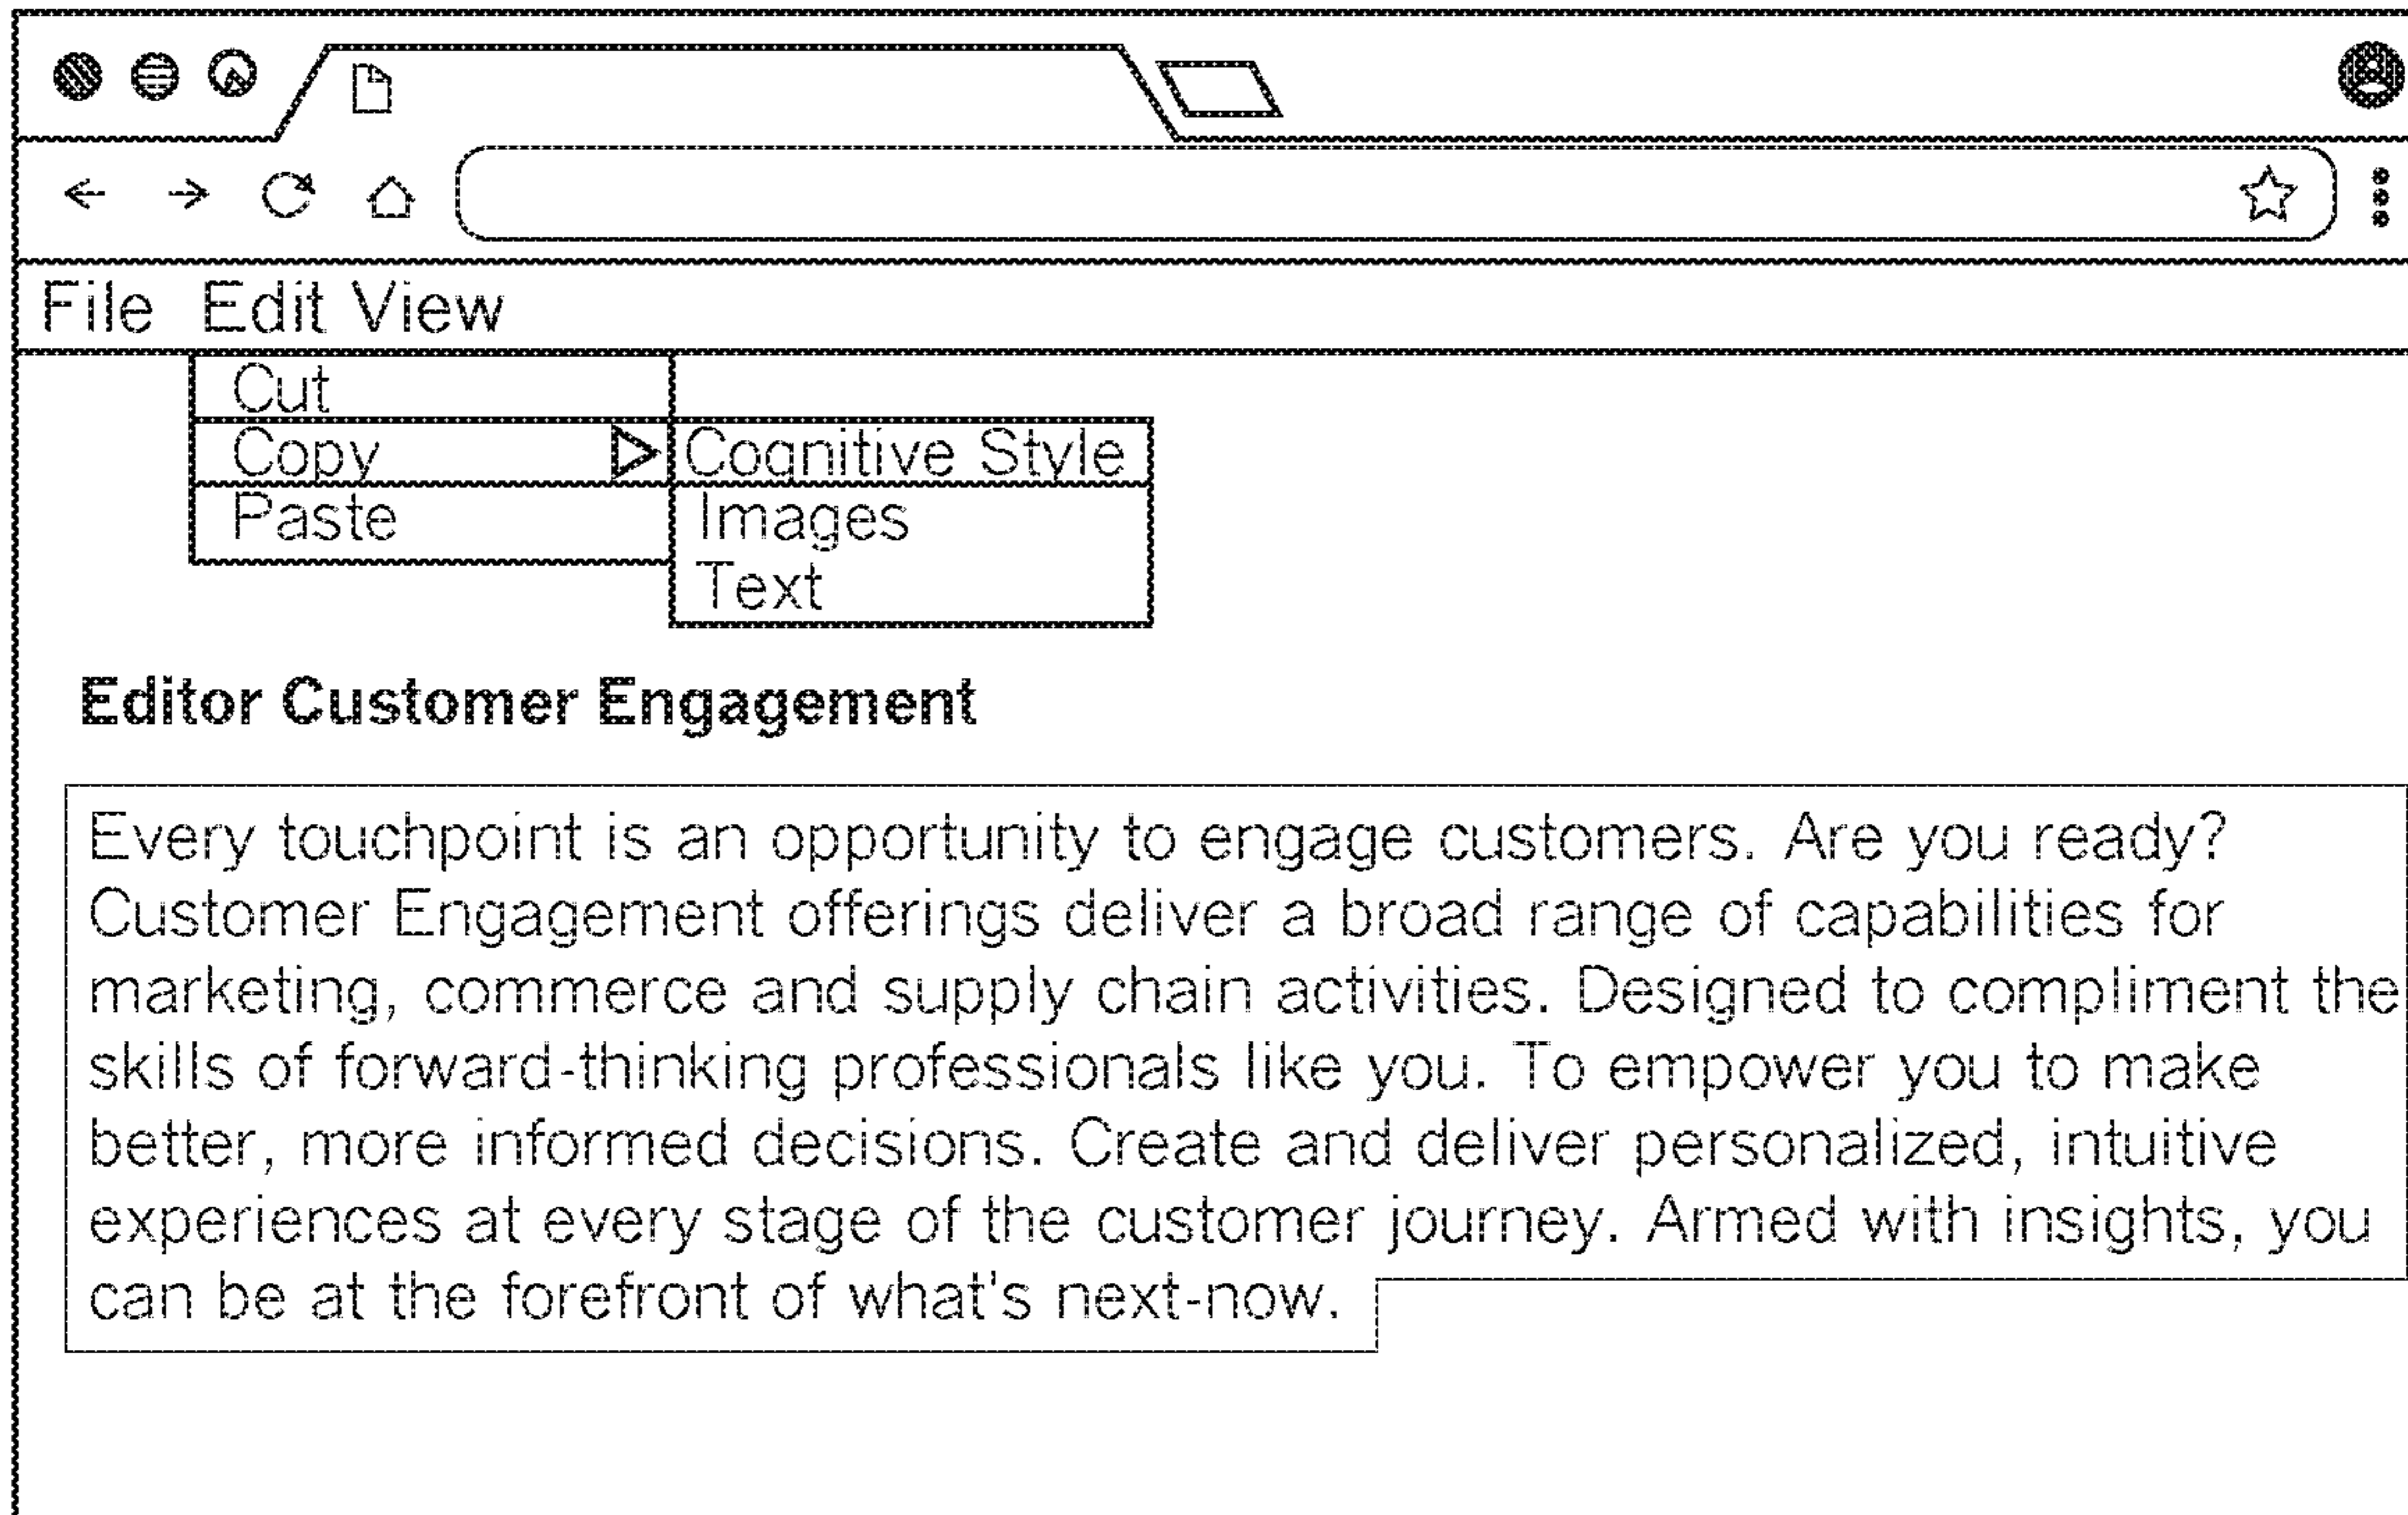 File Edit View
Cut
Copy Cognitive Style
Paste Images
Text
Editor Customer Engagement
Every touchpoint is an opportunity to engage customers. Are you ready?
Customer Engagement offerings deliver a broad range of capabilities for
marketing, commerce and supply chain activities. Designed to compliment the
skills of forward-thinking professionals like you. To empower you to make
better, more informed decisions. Create and deliver personalized, intuitive
experiences at every stage of the customer journey. Armed with insights, you
can be at the forefront of what's next-now.